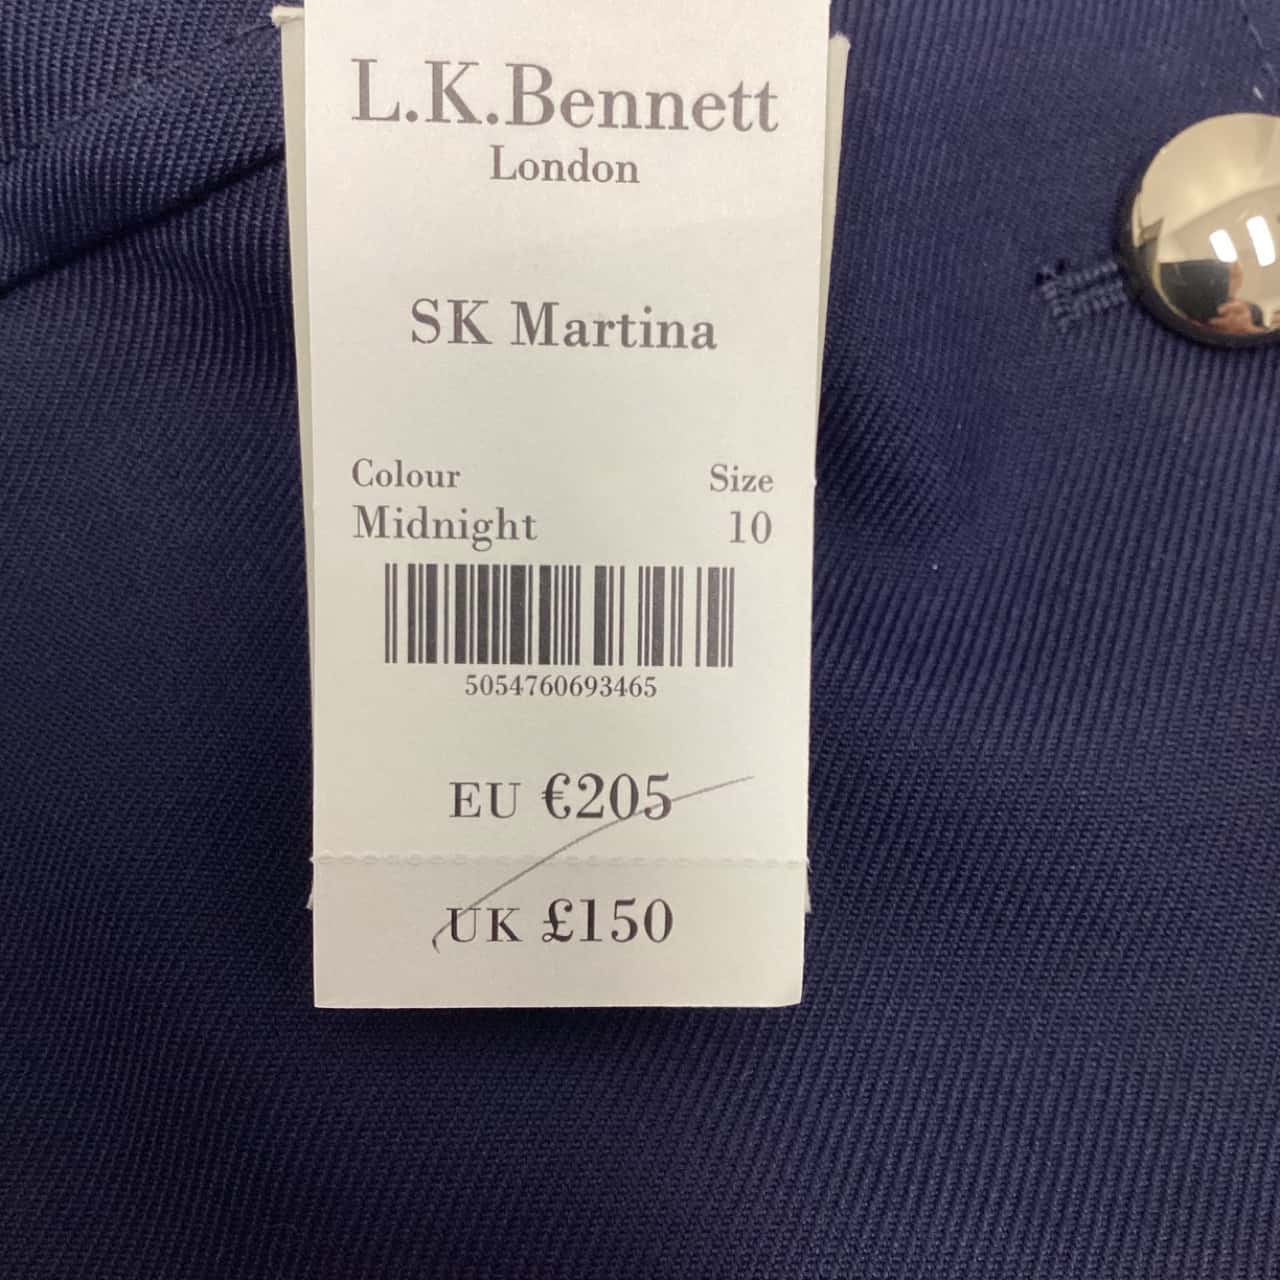 L.K.Bennett
London
SK Martina
Colour Size
Midnight 10
5054760693465
EU €205
UK £150